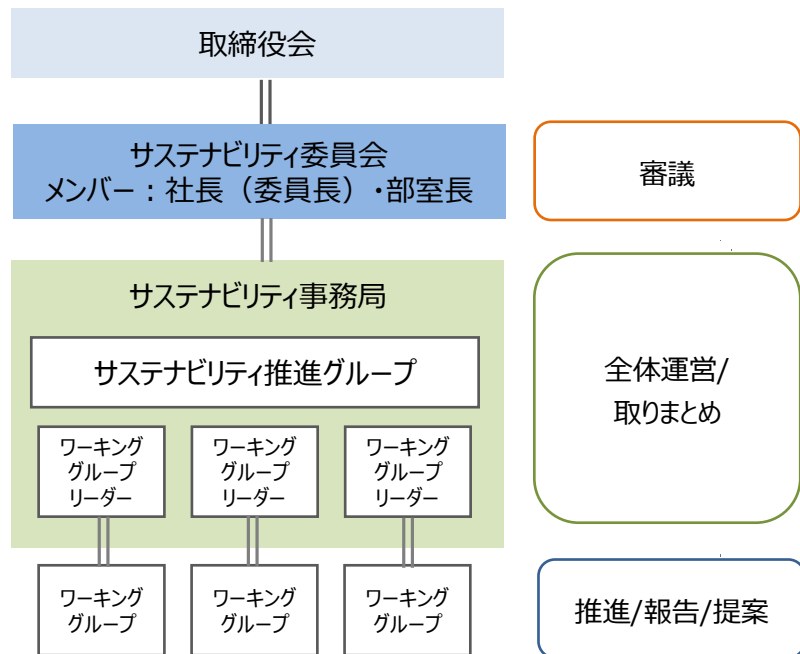 取締役会
サステナビリティ委員会
メンバー：社長（委員長）・部室長
審議
サステナビリティ事務局
サステナビリティ推進グループ
全体運営/
取りまとめ
ワーキング
グループ
リーダー
ワーキング
グループ
リーダー
ワーキング
グループ
リーダー
ワーキング
グループ
ワーキング
グループ
ワーキング
グループ
推進/報告/提案